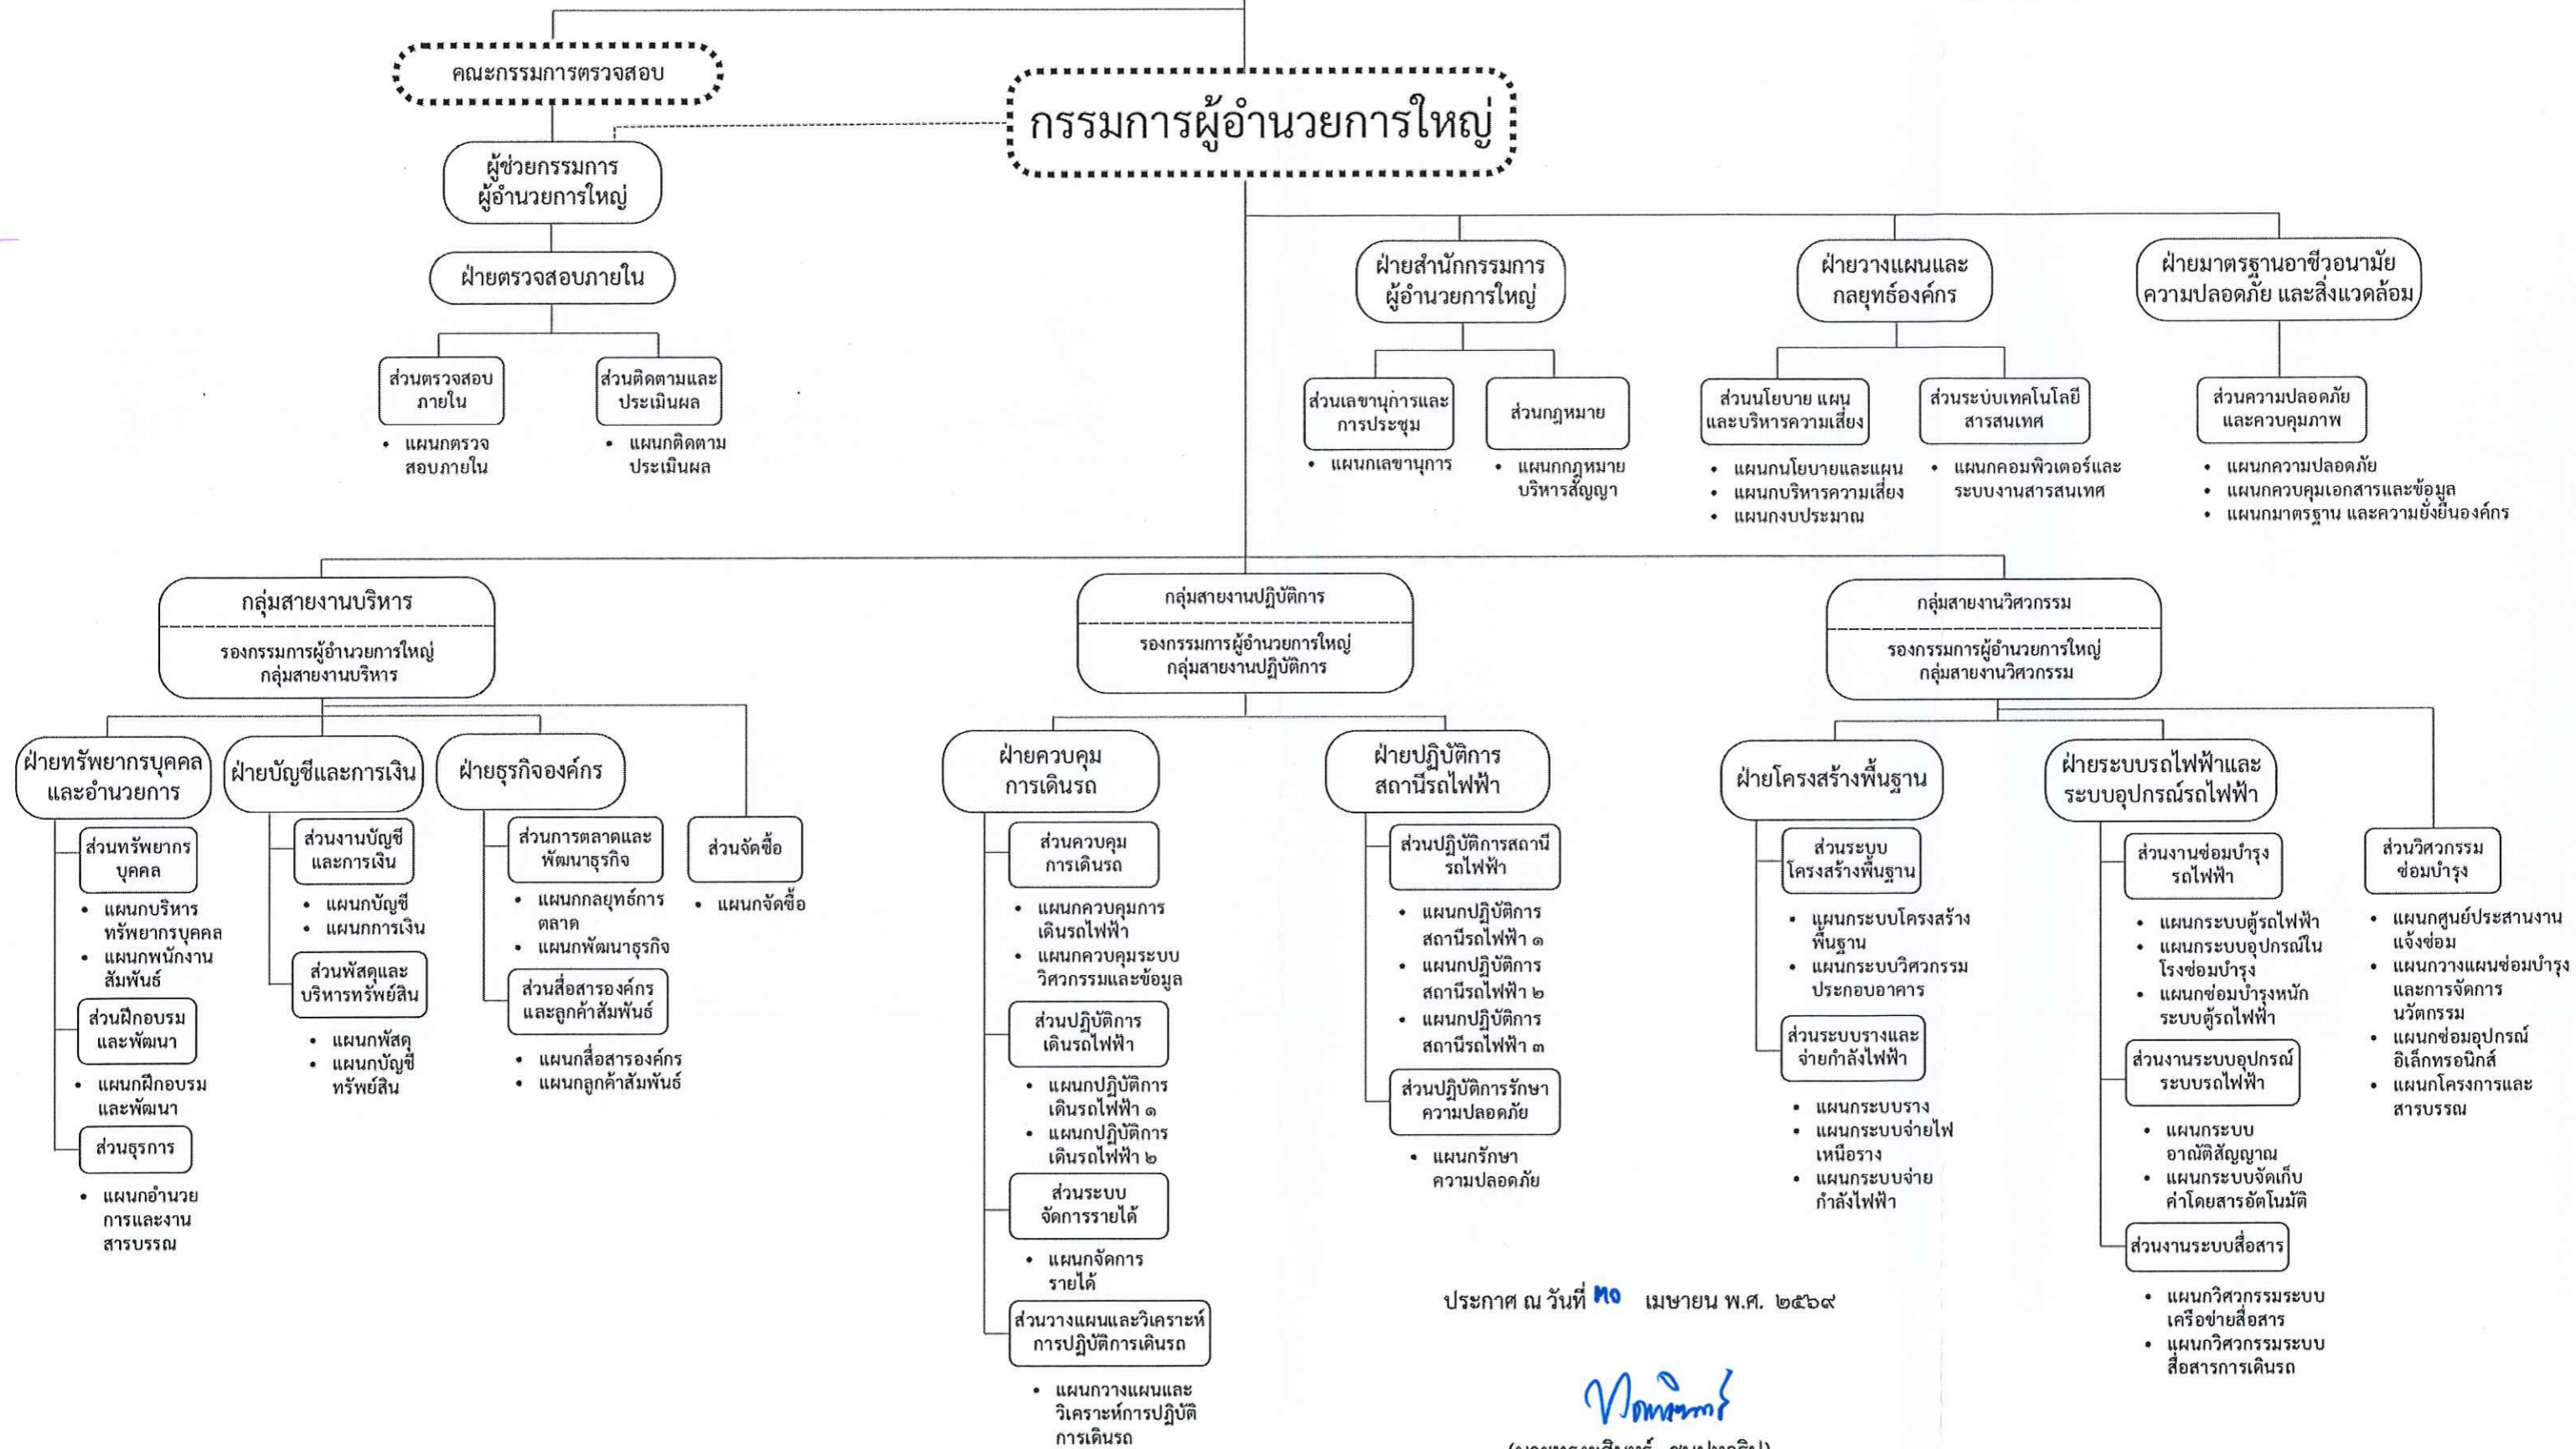 คณะกรรมการตรวจสอบ
กรรมการผู้อำนวยการใหญ่
ผู้ช่วยกรรมการ
ผู้อำนวยการใหญ่
ฝ่ายตรวจสอบภายใน
ส่วนตรวจสอบ
ภายใน
• แผนกตรวจ
สอบภายใน
ส่วนติดตามและ
ประเมินผล
• แผนกติดตาม
ประเมินผล
ฝ่ายสำนักกรรมการ
ผู้อำนวยการใหญ่
ส่วนเลขานุการและ
การประชุม
• แผนกเลขานุการ
ส่วนกฎหมาย
• แผนกกฎหมาย
บริหารสัญญา
ฝ่ายวางแผนและ
กลยุทธ์องค์กร
ส่วนนโยบาย แผน
และบริหารความเสี่ยง
• แผนกนโยบายและแผน
• แผนกบริหารความเสี่ยง
• แผนกงบประมาณ
ส่วนระบบเทคโนโลยี
สารสนเทศ
• แผนกคอมพิวเตอร์และ
ระบบงานสารสนเทศ
ฝ่ายมาตรฐานอาชีวอนามัย
ความปลอดภัย และสิ่งแวดล้อม
ส่วนความปลอดภัย
และควบคุมภาพ
• แผนกความปลอดภัย
• แผนกควบคุมเอกสารและข้อมูล
• แผนกมาตรฐาน และความยั่งยืนองค์กร
กลุ่มสายงานบริหาร
รองกรรมการผู้อำนวยการใหญ่
กลุ่มสายงานบริหาร
ฝ่ายทรัพยากรบุคคล
และอำนวยการ
ส่วนทรัพยากร
บุคคล
• แผนกบริหาร
ทรัพยากรบุคคล
• แผนกพนักงาน
สัมพันธ์
ส่วนฝึกอบรม
และพัฒนา
• แผนกฝึกอบรม
และพัฒนา
ส่วนธุรการ
• แผนกอำนวย
การและงาน
สารบรรณ
ฝ่ายบัญชีและการเงิน
ส่วนงานบัญชี
และการเงิน
• แผนกบัญชี
• แผนกการเงิน
ส่วนพัสดุและ
บริหารทรัพย์สิน
• แผนกพัสดุ
• แผนกบัญชี
ทรัพย์สิน
ฝ่ายธุรกิจองค์กร
ส่วนการตลาดและ
พัฒนาธุรกิจ
• แผนกกลยุทธ์การ
ตลาด
• แผนกพัฒนาธุรกิจ
ส่วนสื่อสารองค์กร
และลูกค้าสัมพันธ์
• แผนกสื่อสารองค์กร
• แผนกลูกค้าสัมพันธ์
ส่วนจัดซื้อ
• แผนกจัดซื้อ
กลุ่มสายงานปฏิบัติการ
รองกรรมการผู้อำนวยการใหญ่
กลุ่มสายงานปฏิบัติการ
ฝ่ายควบคุม
การเดินรถ
ส่วนควบคุม
การเดินรถ
• แผนกควบคุมการ
เดินรถไฟฟ้า
• แผนกควบคุมระบบ
วิศวกรรมและข้อมูล
ส่วนปฏิบัติการ
เดินรถไฟฟ้า
• แผนกปฏิบัติการ
เดินรถไฟฟ้า ๑
• แผนกปฏิบัติการ
เดินรถไฟฟ้า ๒
ส่วนระบบ
จัดการรายได้
• แผนกจัดการ
รายได้
ส่วนวางแผนและวิเคราะห์
การปฏิบัติการเดินรถ
• แผนกวางแผนและ
วิเคราะห์การปฏิบัติ
การเดินรถ
ฝ่ายปฏิบัติการ
สถานีรถไฟฟ้า
ส่วนปฏิบัติการสถานี
รถไฟฟ้า
• แผนกปฏิบัติการ
สถานีรถไฟฟ้า ๑
• แผนกปฏิบัติการ
สถานีรถไฟฟ้า ๒
• แผนกปฏิบัติการ
สถานีรถไฟฟ้า ๓
ส่วนปฏิบัติการรักษา
ความปลอดภัย
• แผนกรักษา
ความปลอดภัย
กลุ่มสายงานวิศวกรรม
รองกรรมการผู้อำนวยการใหญ่
กลุ่มสายงานวิศวกรรม
ฝ่ายโครงสร้างพื้นฐาน
ส่วนระบบ
โครงสร้างพื้นฐาน
• แผนกระบบโครงสร้าง
พื้นฐาน
• แผนกระบบวิศวกรรม
ประกอบอาคาร
ส่วนระบบรางและ
จ่ายกำลังไฟฟ้า
• แผนกระบบราง
• แผนกระบบจ่ายไฟ
เหนือราง
• แผนกระบบจ่าย
กำลังไฟฟ้า
ฝ่ายระบบรถไฟฟ้าและ
ระบบอุปกรณ์รถไฟฟ้า
ส่วนงานซ่อมบำรุง
รถไฟฟ้า
• แผนกระบบตู้รถไฟฟ้า
• แผนกระบบอุปกรณ์ใน
โรงซ่อมบำรุง
• แผนกซ่อมบำรุงหนัก
ระบบตู้รถไฟฟ้า
ส่วนงานระบบอุปกรณ์
ระบบรถไฟฟ้า
• แผนกระบบ
อาณัติสัญญาณ
• แผนกระบบจัดเก็บ
ค่าโดยสารอัตโนมัติ
ส่วนงานระบบสื่อสาร
• แผนกวิศวกรรมระบบ
เครือข่ายสื่อสาร
• แผนกวิศวกรรมระบบ
สื่อสารการเดินรถ
ส่วนวิศวกรรม
ซ่อมบำรุง
• แผนกศูนย์ประสานงาน
แจ้งซ่อม
• แผนกวางแผนซ่อมบำรุง
และการจัดการ
นวัตกรรม
• แผนกซ่อมอุปกรณ์
อิเล็กทรอนิกส์
• แผนกโครงการและ
สารบรรณ
ประกาศ ณ วันที่ ๓๐ เมษายน พ.ศ. ๒๕๖๙